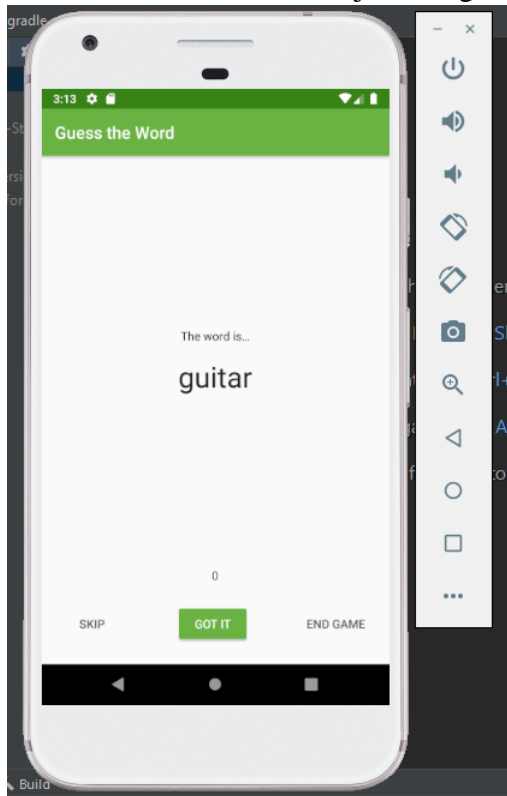 gradle
3:13
Guess the Word
The word is...
guitar
0
SKIP
GOT IT
END GAME
Build